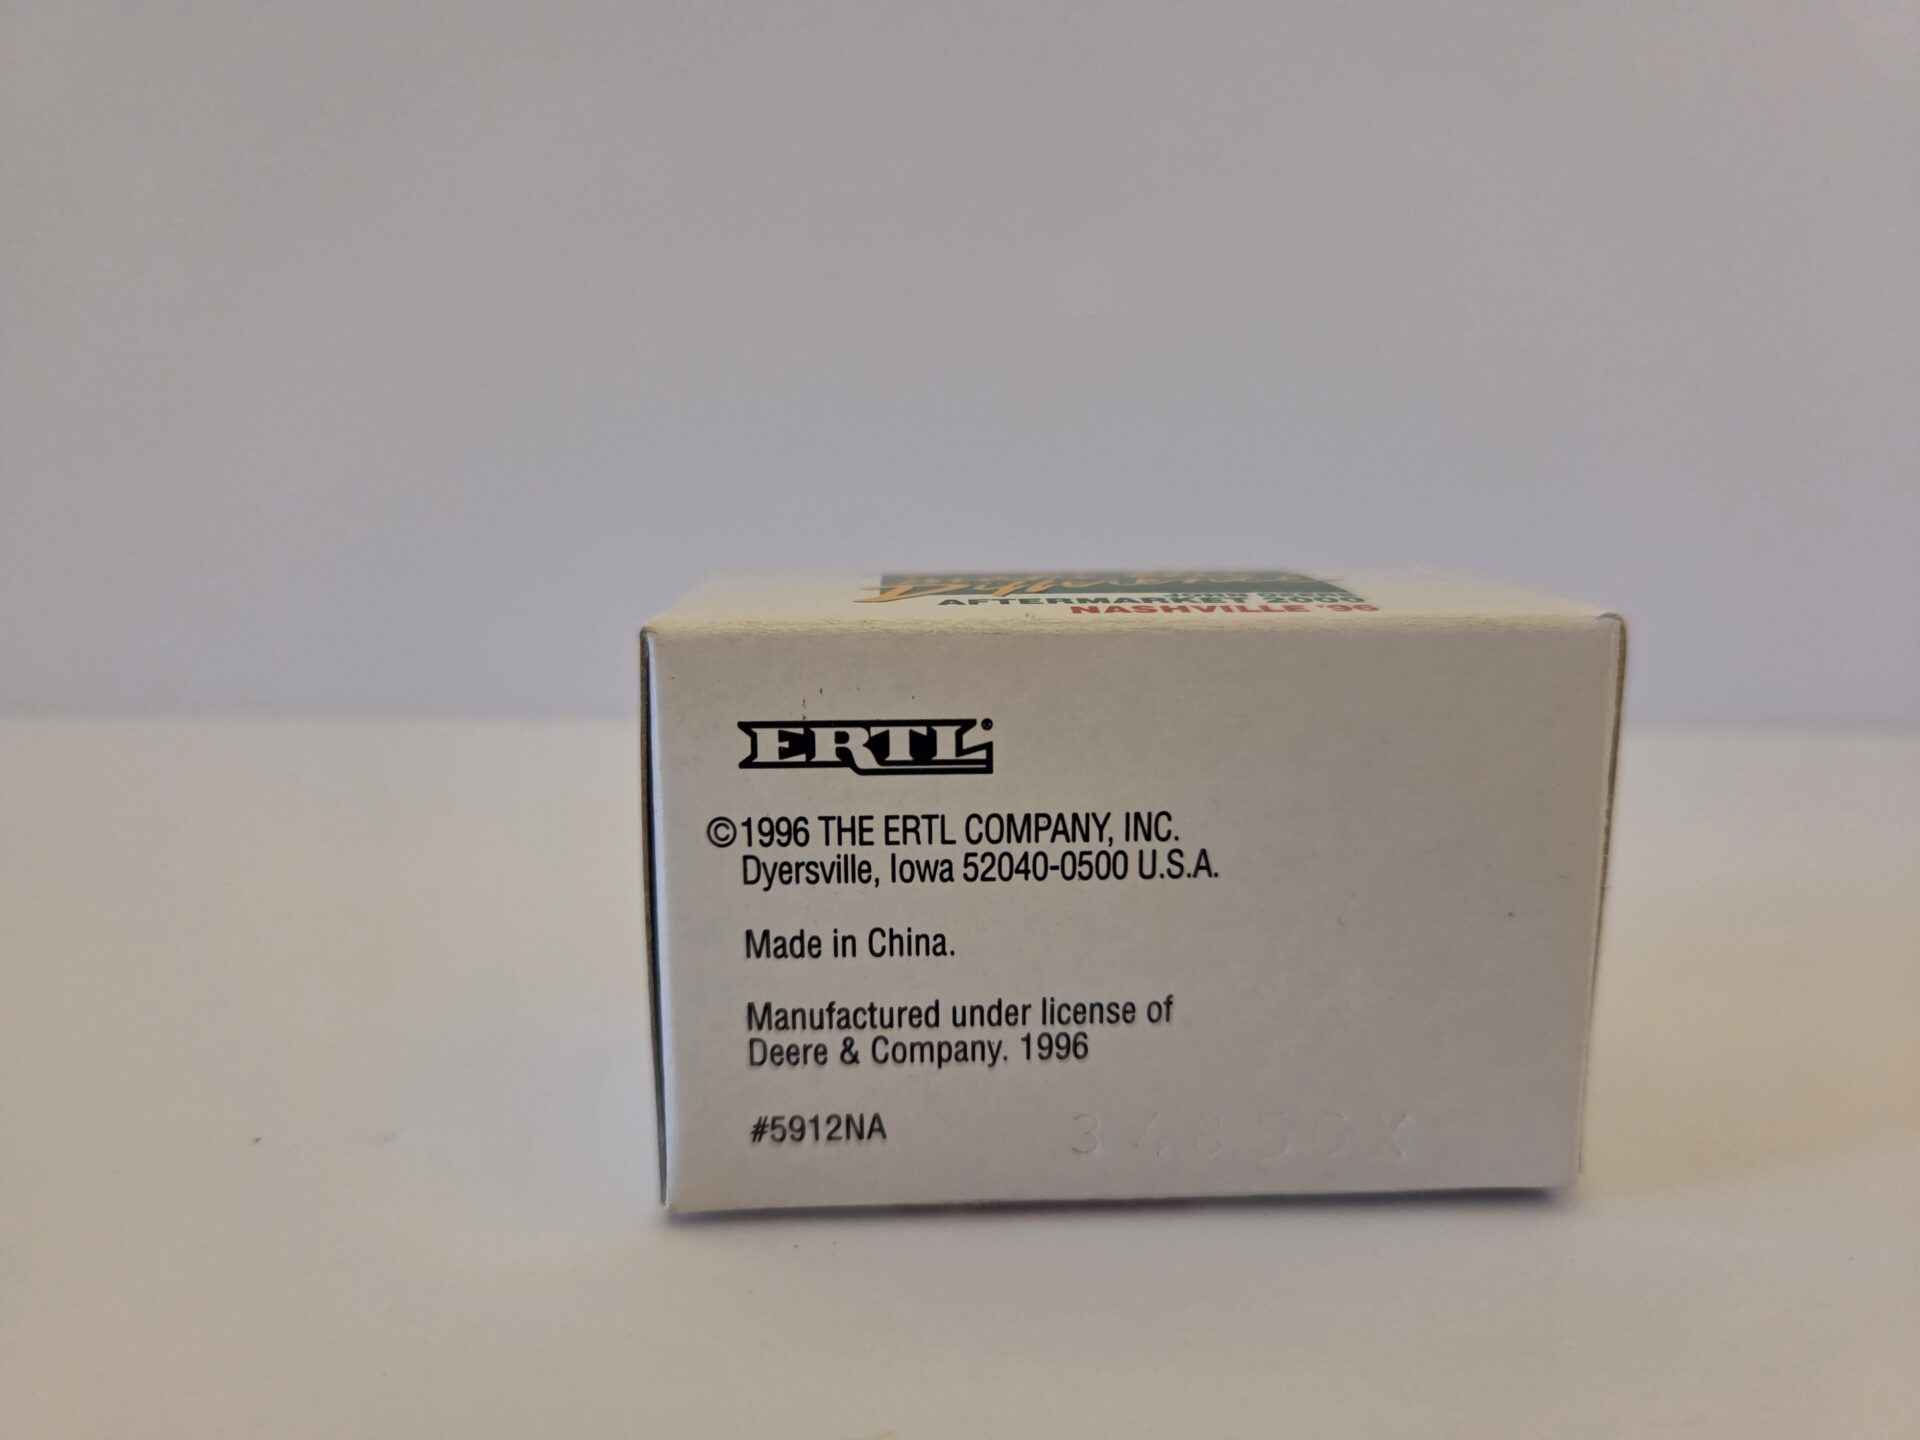 AFTERMARKET 2000
NASHVILLE '96
ERTL®
©1996 THE ERTL COMPANY, INC.
Dyersville, Iowa 52040-0500 U.S.A.
Made in China.
Manufactured under license of
Deere & Company. 1996
#5912NA